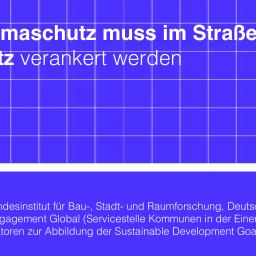 maschutz muss im Straße
tz verankert werden
ndesinstitut für Bau-, Stadt- und Raumforschung, Deutsc
gagement Global (Servicestelle Kommunen in der Einen
toren zur Abbildung der Sustainable Development Goa